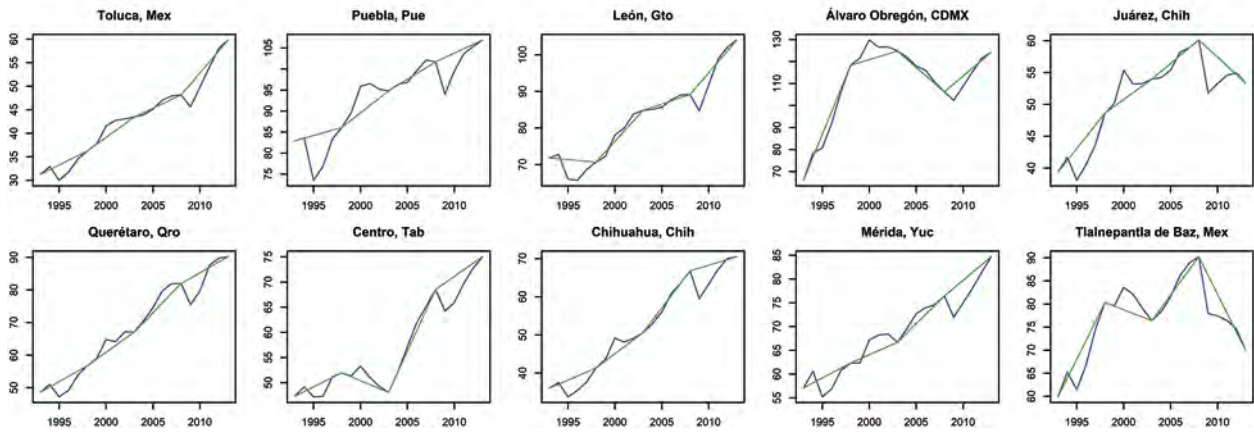 Toluca, Mex
60
55
50
45
40
35
30
1995 2000 2005 2010
Puebla, Pue
105
95
85
75
1995 2000 2005 2010
León, Gto
100
90
80
70
1995 2000 2005 2010
Álvaro Obregón, CDMX
130
110
90
80
70
1995 2000 2005 2010
Juárez, Chih
60
55
50
45
40
1995 2000 2005 2010
Querétaro, Qro
90
80
70
60
50
1995 2000 2005 2010
Centro, Tab
75
70
65
60
55
50
1995 2000 2005 2010
Chihuahua, Chih
70
60
50
40
1995 2000 2005 2010
Mérida, Yuc
85
80
75
70
65
60
55
1995 2000 2005 2010
Tlalnepantla de Baz, Mex
90
85
80
75
70
65
60
1995 2000 2005 2010